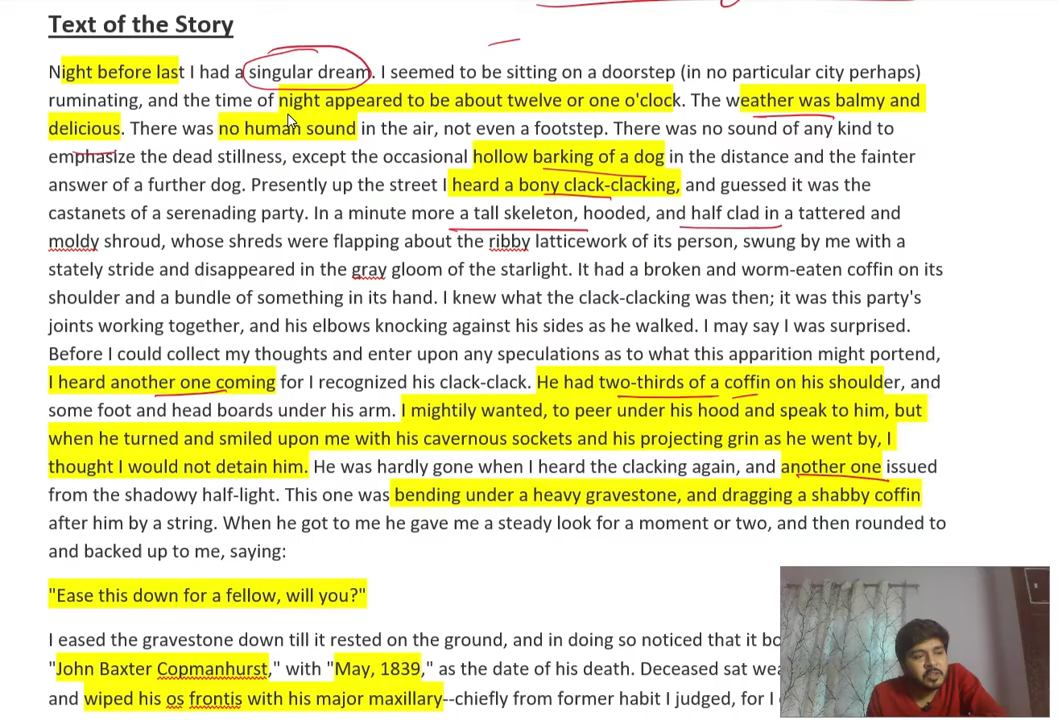 Text of the Story
Night before last I had a singular dream. I seemed to be sitting on a doorstep (in no particular city perhaps)
ruminating, and the time of night appeared to be about twelve or one o'clock. The weather was balmy and
delicious. There was no human sound in the air, not even a footstep. There was no sound of any kind to
emphasize the dead stillness, except the occasional hollow barking of a dog in the distance and the fainter
answer of a further dog. Presently up the street I heard a bony clack-clacking, and guessed it was the
castanets of a serenading party. In a minute more a tall skeleton, hooded, and half clad in a tattered and
moldy shroud, whose shreds were flapping about the ribby latticework of its person, swung by me with a
stately stride and disappeared in the gray gloom of the starlight. It had a broken and worm-eaten coffin on its
shoulder and a bundle of something in its hand. I knew what the clack-clacking was then; it was this party's
joints working together, and his elbows knocking against his sides as he walked. I may say I was surprised.
Before I could collect my thoughts and enter upon any speculations as to what this apparition might portend,
I heard another one coming for I recognized his clack-clack. He had two-thirds of a coffin on his shoulder, and
some foot and head boards under his arm. I mightily wanted, to peer under his hood and speak to him, but
when he turned and smiled upon me with his cavernous sockets and his projecting grin as he went by, I
thought I would not detain him. He was hardly gone when I heard the clacking again, and another one issued
from the shadowy half-light. This one was bending under a heavy gravestone, and dragging a shabby coffin
after him by a string. When he got to me he gave me a steady look for a moment or two, and then rounded to
and backed up to me, saying:
"Ease this down for a fellow, will you?"
I eased the gravestone down till it rested on the ground, and in doing so noticed that it bo
"John Baxter Copmanhurst," with "May, 1839," as the date of his death. Deceased sat wea
and wiped his os frontis with his major maxillary--chiefly from former habit I judged, for I